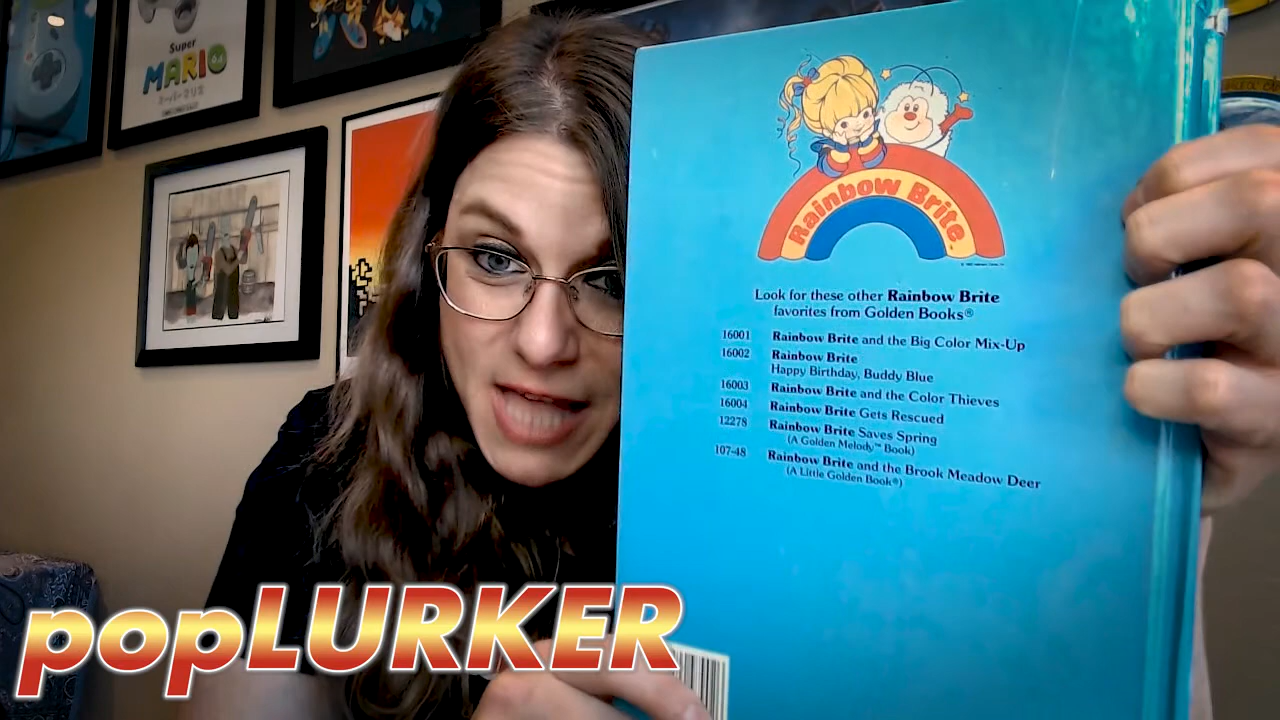 Super
MARIO 64
Rainbow Brite
Look for these other Rainbow Brite
favorites from Golden Books®
16001 Rainbow Brite and the Big Color Mix-Up
16002 Rainbow Brite
Happy Birthday, Buddy Blue
16003 Rainbow Brite and the Color Thieves
16004 Rainbow Brite Gets Rescued
12278 Rainbow Brite Saves Spring
(A Golden Melody™ Book)
107-48 Rainbow Brite and the Brook Meadow Deer
(A Little Golden Book®)
popLURKER